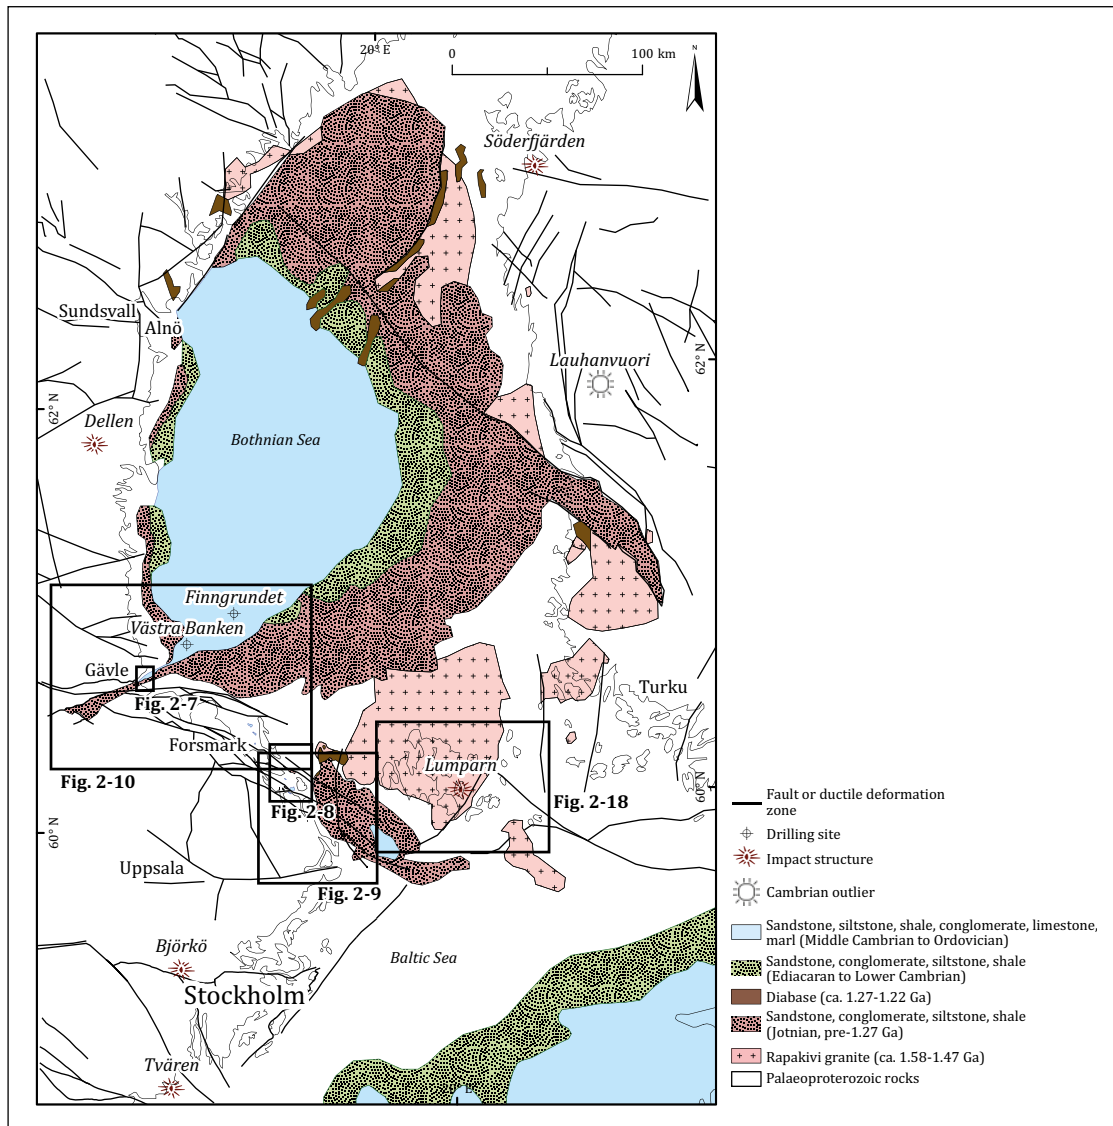 20° E
0
100 km
N
Söderfjärden
Sundsvall
Alnö
Lauhanvuori
62° N
62° N
Dellen
Bothnian Sea
Finngrundet
Västra Banken
Gävle
Fig. 2-7
Turku
Forsmark
Lumparn
Fig. 2-10
Fig. 2-8
Fig. 2-18
60° N
60° N
Uppsala
Fig. 2-9
Björkö
Baltic Sea
Stockholm
Tvären
Fault or ductile deformation
zone
Drilling site
Impact structure
Cambrian outlier
Sandstone, siltstone, shale, conglomerate, limestone,
marl (Middle Cambrian to Ordovician)
Sandstone, conglomerate, siltstone, shale
(Ediacaran to Lower Cambrian)
Diabase (ca. 1.27-1.22 Ga)
Sandstone, conglomerate, siltstone, shale
(Jotnian, pre-1.27 Ga)
Rapakivi granite (ca. 1.58-1.47 Ga)
Palaeoproterozoic rocks